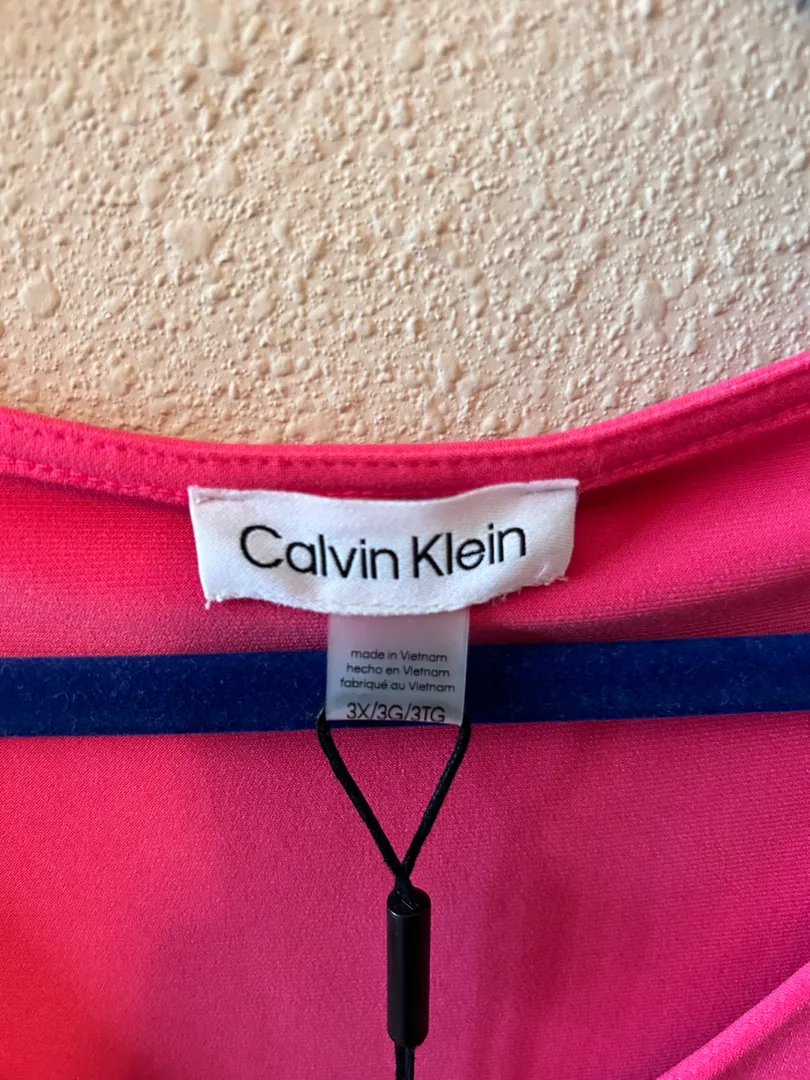 Calvin Klein
made in Vietnam
hecho en Vietnam
fabriqué au Vietnam
3X/3G/3TG